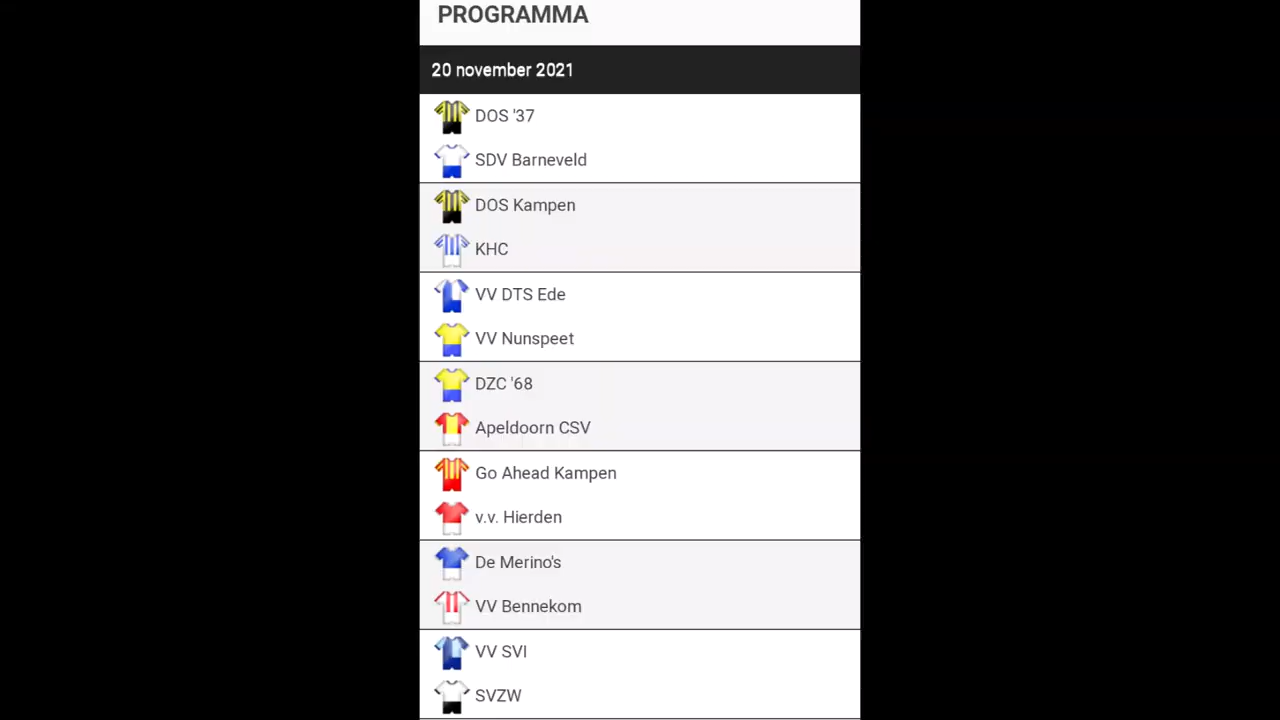 PROGRAMMA
20 november 2021
DOS '37
SDV Barneveld
DOS Kampen
KHC
VV DTS Ede
VV Nunspeet
DZC '68
Apeldoorn CSV
Go Ahead Kampen
v.v. Hierden
De Merino's
VV Bennekom
VV SVI
SVZW